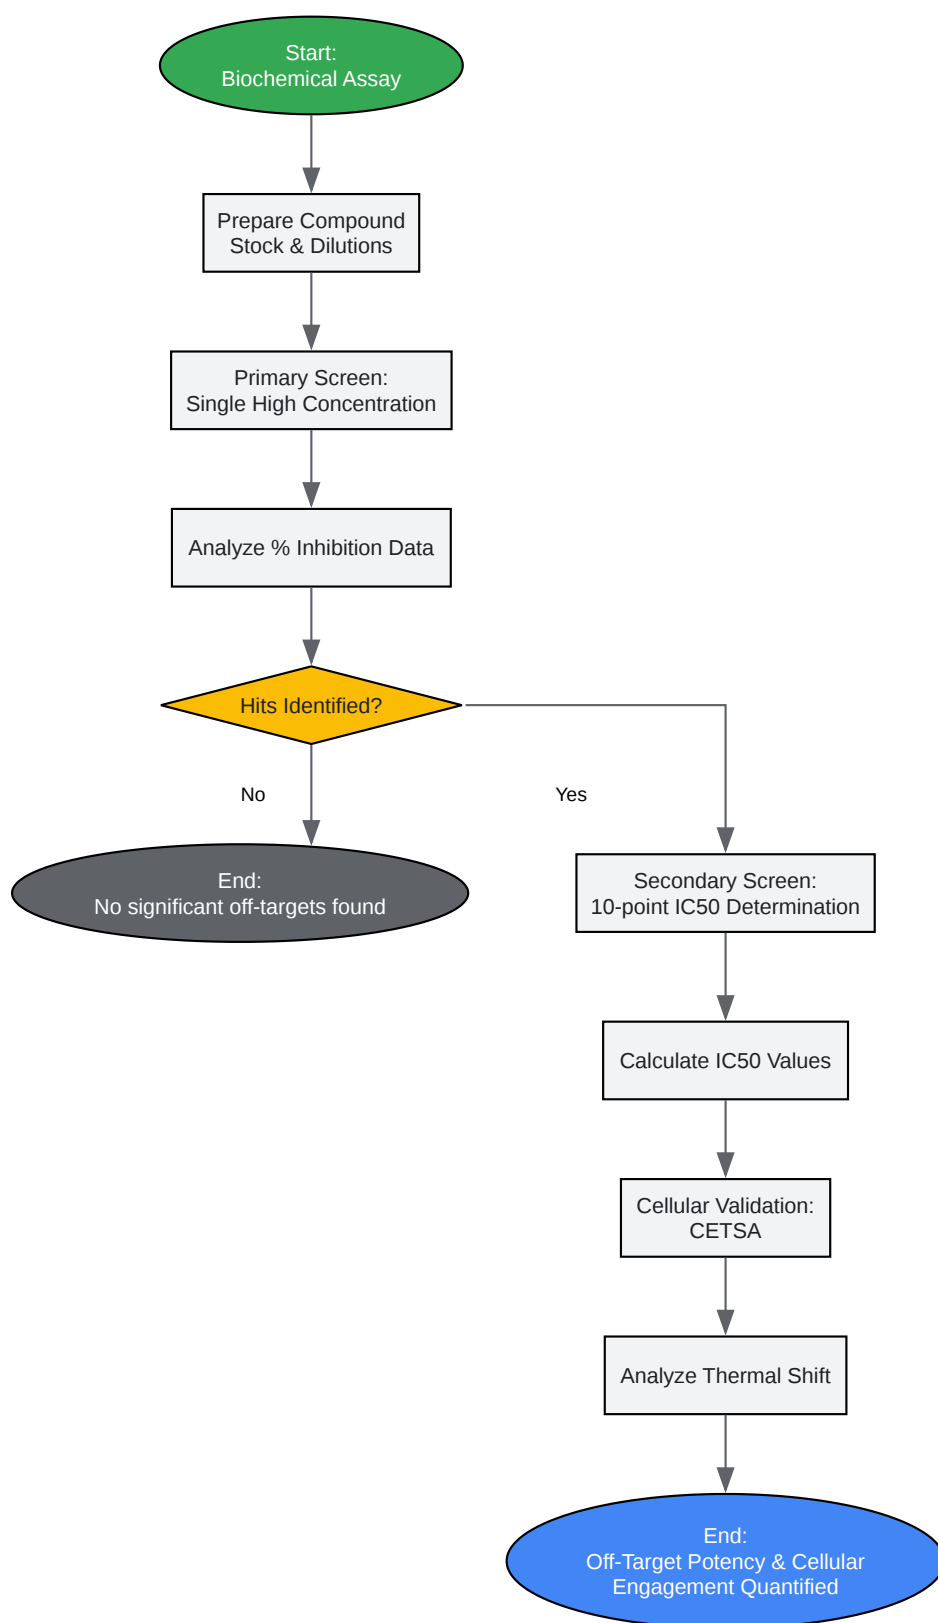 Start:
Biochemical Assay
Prepare Compound
Stock & Dilutions
Primary Screen:
Single High Concentration
Analyze % Inhibition Data
Hits Identified?
No
Yes
End:
No significant off-targets found
Secondary Screen:
10-point IC50 Determination
Calculate IC50 Values
Cellular Validation:
CETSA
Analyze Thermal Shift
End:
Off-Target Potency & Cellular
Engagement Quantified